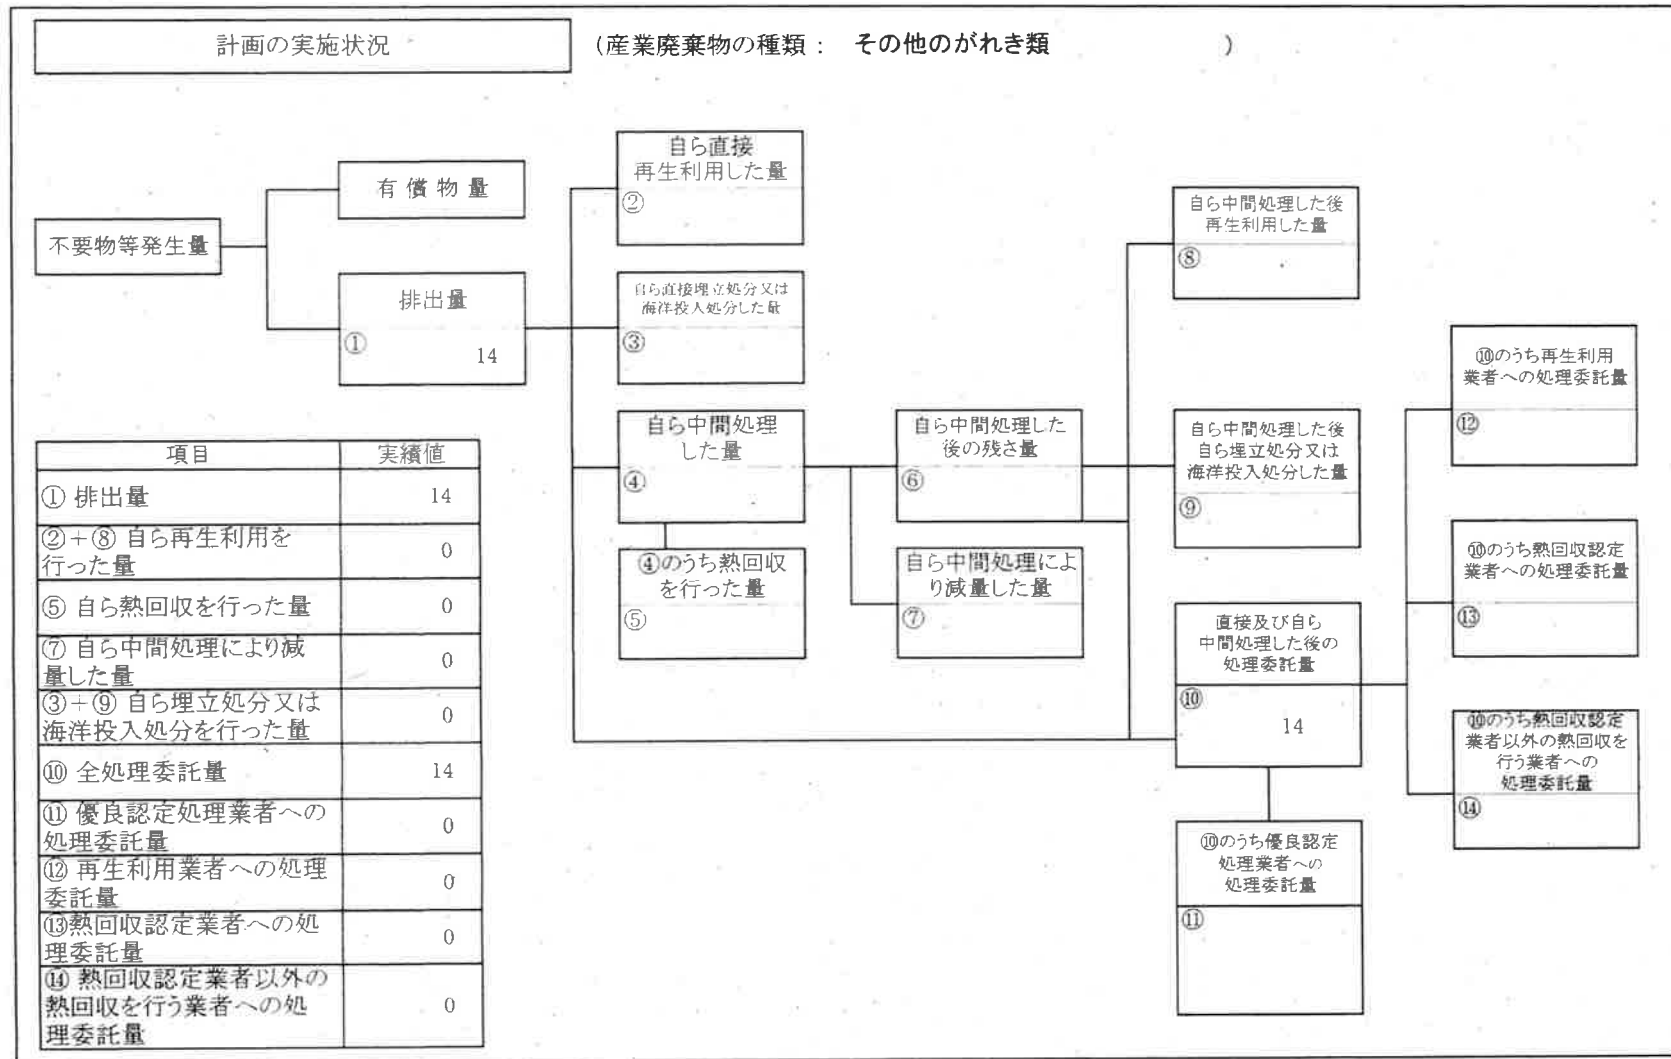 計画の実施状況
(産業廃棄物の種類： その他のがれき類 )
不要物等発生量
有償物量
排出量
①
14
自ら直接
再生利用した量
②
自ら直接埋立処分又は
海洋投入処分した量
③
自ら中間処理
した量
④
④のうち熱回収
を行った量
⑤
自ら中間処理した
後の残さ量
⑥
自ら中間処理によ
り減量した量
⑦
自ら中間処理した後
再生利用した量
⑧
自ら中間処理した後
自ら埋立処分又は
海洋投入処分した量
⑨
直接及び自ら
中間処理した後の
処理委託量
⑩
14
⑩のうち優良認定
処理業者への
処理委託量
⑪
⑩のうち再生利用
業者への処理委託量
⑫
⑩のうち熱回収認定
業者への処理委託量
⑬
⑩のうち熱回収認定
業者以外の熱回収を
行う業者への
処理委託量
⑭
項目 実績値
① 排出量 14
②＋⑧ 自ら再生利用を
行った量 0
⑤ 自ら熱回収を行った量 0
⑦ 自ら中間処理により減
量した量 0
③＋⑨ 自ら埋立処分又は
海洋投入処分を行った量 0
⑩ 全処理委託量 14
⑪ 優良認定処理業者への
処理委託量 0
⑫ 再生利用業者への処理
委託量 0
⑬熱回収認定業者への処
理委託量 0
⑭ 熱回収認定業者以外の
熱回収を行う業者への処
理委託量 0